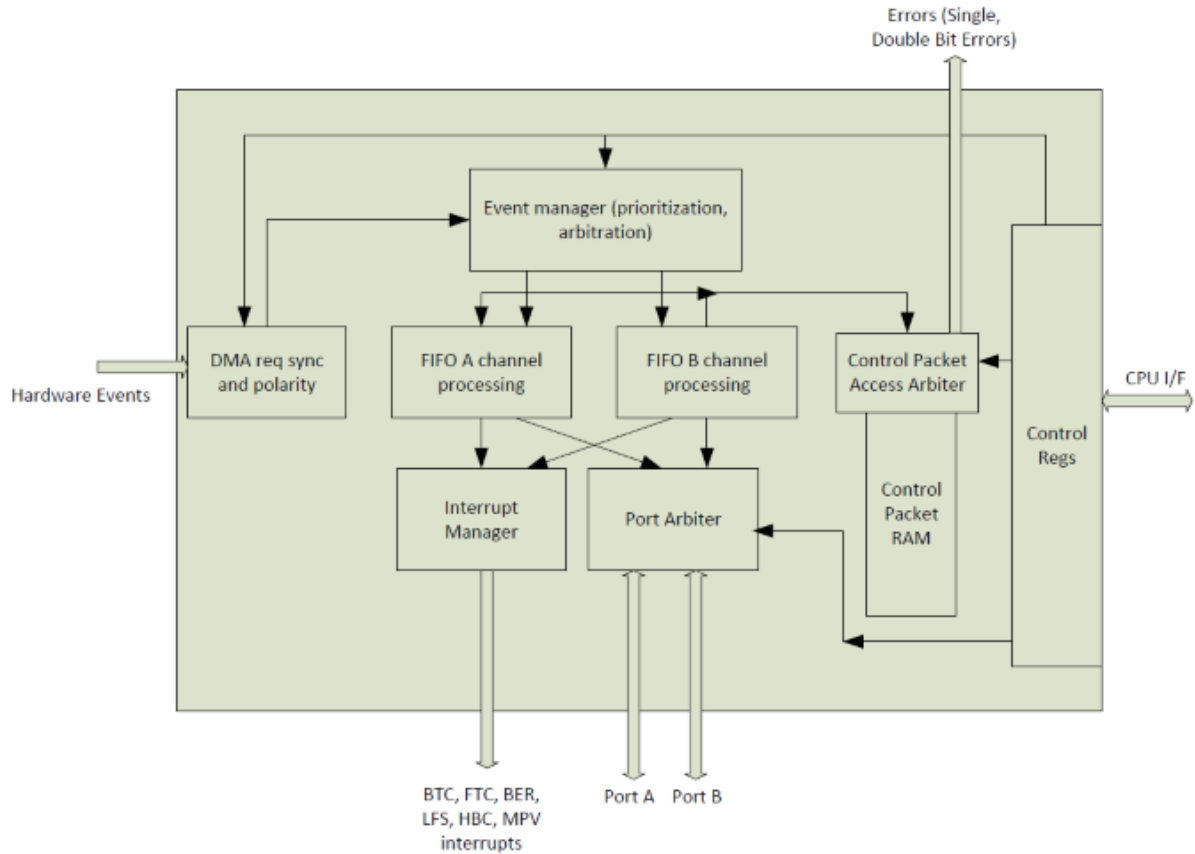 Errors (Single,
Double Bit Errors)
Event manager (prioritization,
arbitration)
DMA req sync
and polarity
FIFO A channel
processing
FIFO B channel
processing
Control Packet
Access Arbiter
Hardware Events
CPU I/F
Control
Regs
Interrupt
Manager
Port Arbiter
Control
Packet
RAM
BTC, FTC, BER,
LFS, HBC, MPV
interrupts
Port A
Port B